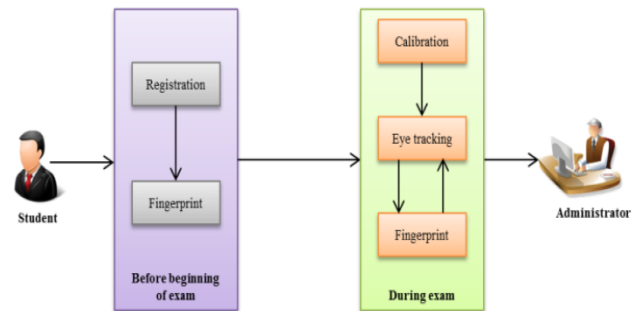 Student
Registration
Fingerprint
Before beginning
of exam
Calibration
Eye tracking
Fingerprint
During exam
Administrator